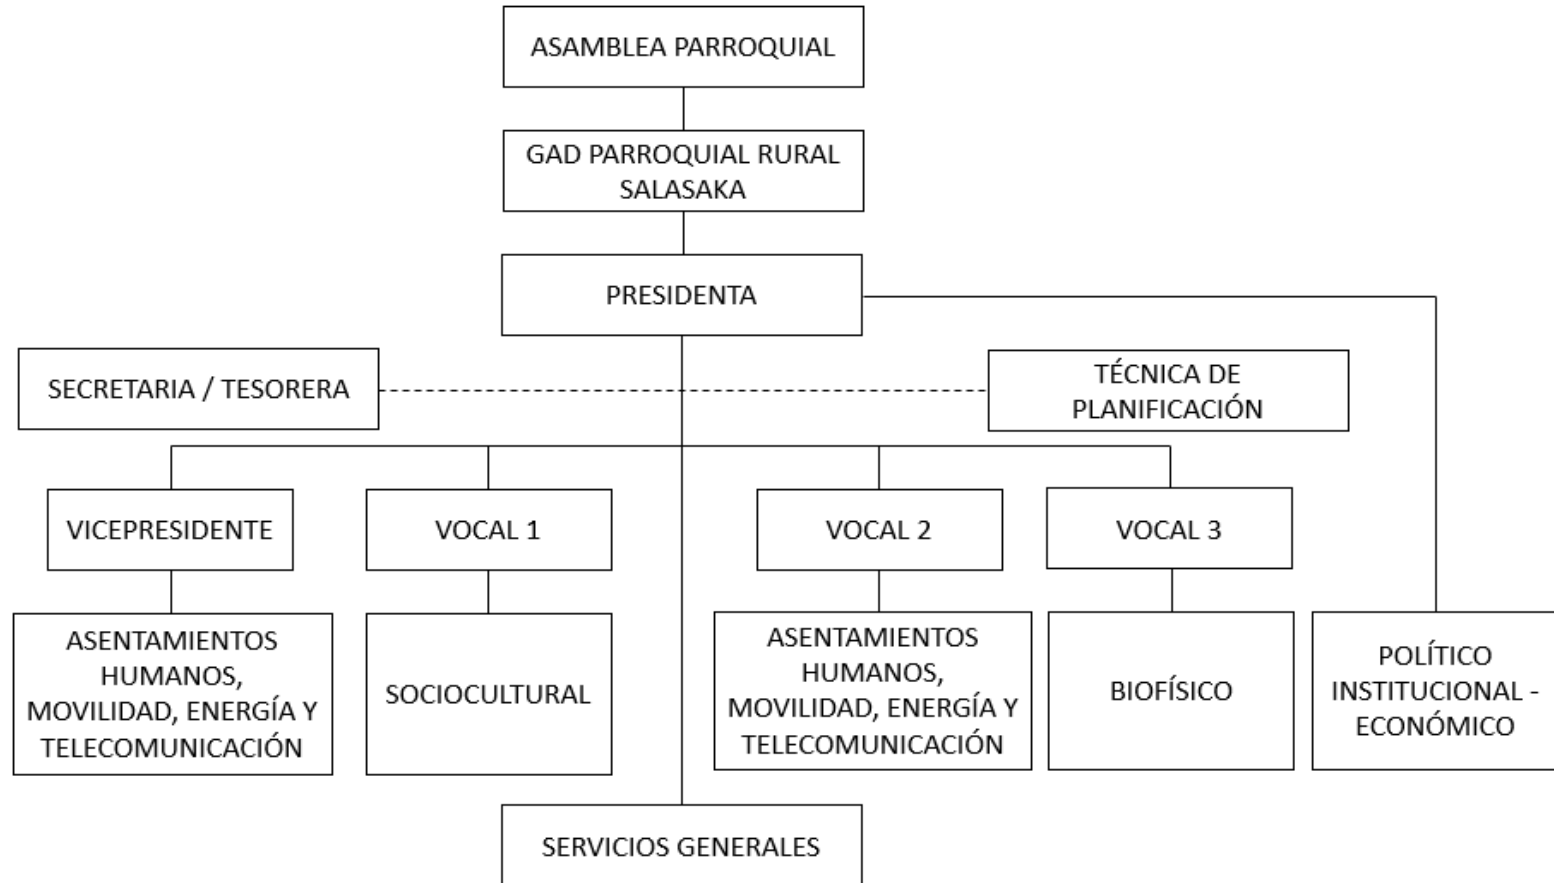 ASAMBLEA PARROQUIAL
GAD PARROQUIAL RURAL
SALASAKA
PRESIDENTA
SECRETARIA / TESORERA
TÉCNICA DE
PLANIFICACIÓN
VICEPRESIDENTE
VOCAL 1
VOCAL 2
VOCAL 3
ASENTAMIENTOS
HUMANOS,
MOVILIDAD, ENERGÍA Y
TELECOMUNICACIÓN
SOCIOCULTURAL
ASENTAMIENTOS
HUMANOS,
MOVILIDAD, ENERGÍA Y
TELECOMUNICACIÓN
BIOFÍSICO
POLÍTICO
INSTITUCIONAL -
ECONÓMICO
SERVICIOS GENERALES